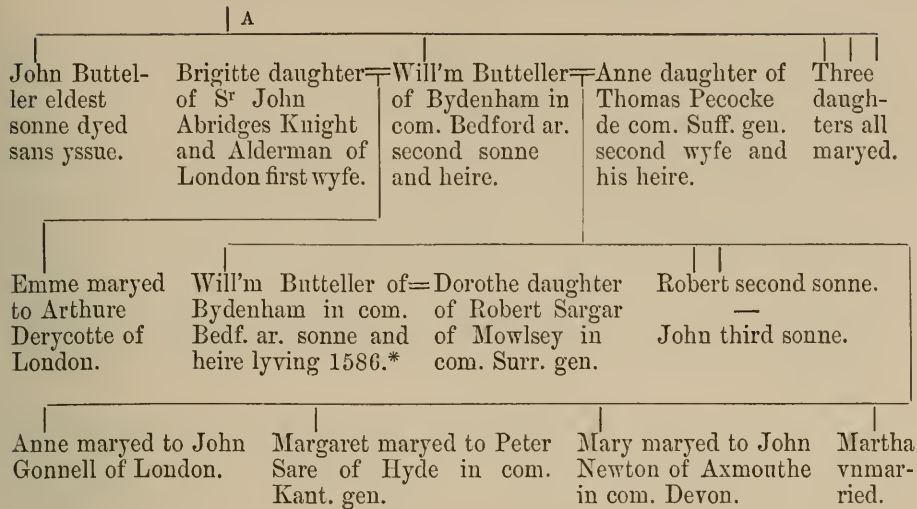 A
John Buttel-
ler eldest
sonne dyed
sans yssue.
Brigitte daughter
of Sr John
Abridges Knight
and Alderman of
London first wyfe.
Will'm Butteller
of Bydenham in
com. Bedford ar.
second sonne
and heire.
Anne daughter of
Thomas Pecocke
de com. Suff. gen.
second wyfe and
his heire.
Three
daugh-
ters all
maryed.
Emme maryed
to Arthure
Derycotte of
London.
Will'm Butteller of
Bydenham in com.
Bedf. ar. sonne and
heire lyving 1586.*
=
Dorothe daughter
of Robert Sargar
of Mowlsey in
com. Surr. gen.
Robert second sonne.
—
John third sonne.
Anne maryed to John
Gonnell of London.
Margaret maryed to Peter
Sare of Hyde in com.
Kant. gen.
Mary maryed to John
Newton of Axmouthe
in com. Devon.
Martha
vnmar-
ried.